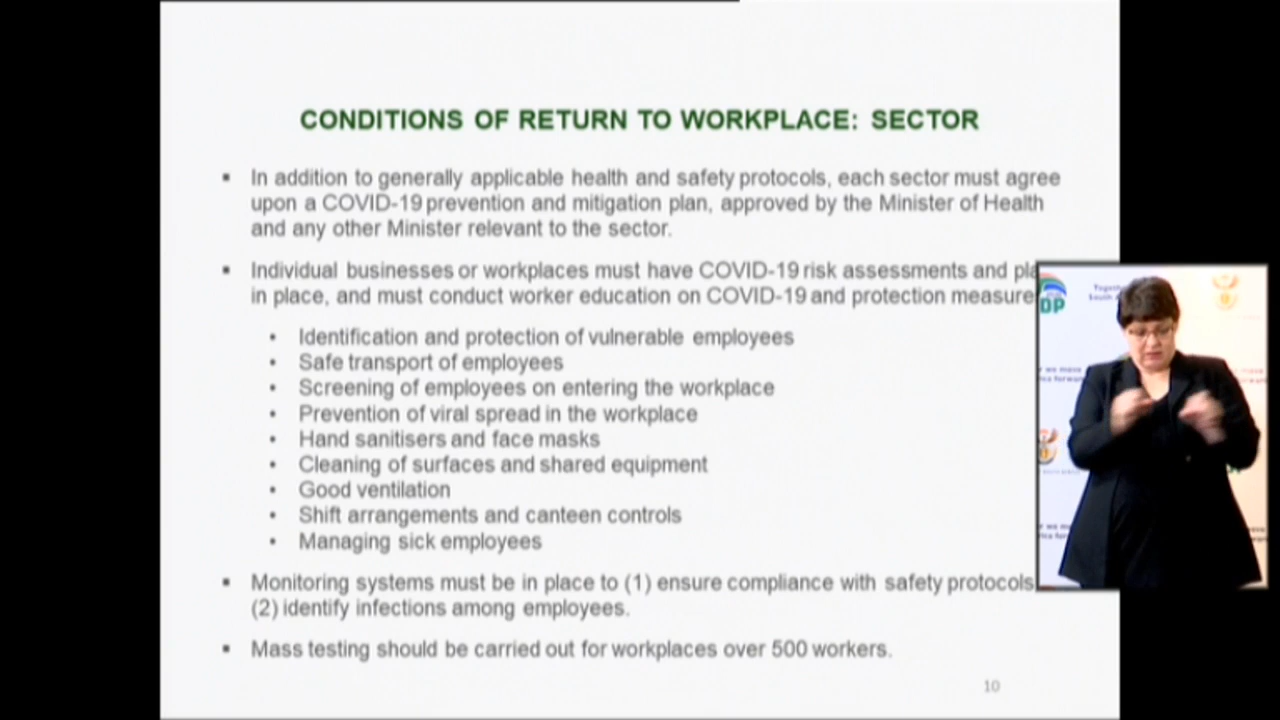 CONDITIONS OF RETURN TO WORKPLACE: SECTOR
▪ In addition to generally applicable health and safety protocols, each sector must agree
upon a COVID-19 prevention and mitigation plan, approved by the Minister of Health
and any other Minister relevant to the sector.
▪ Individual businesses or workplaces must have COVID-19 risk assessments and pla
in place, and must conduct worker education on COVID-19 and protection measure
• Identification and protection of vulnerable employees
• Safe transport of employees
• Screening of employees on entering the workplace
• Prevention of viral spread in the workplace
• Hand sanitisers and face masks
• Cleaning of surfaces and shared equipment
• Good ventilation
• Shift arrangements and canteen controls
• Managing sick employees
▪ Monitoring systems must be in place to (1) ensure compliance with safety protocols
(2) identify infections among employees.
▪ Mass testing should be carried out for workplaces over 500 workers.
10
DP